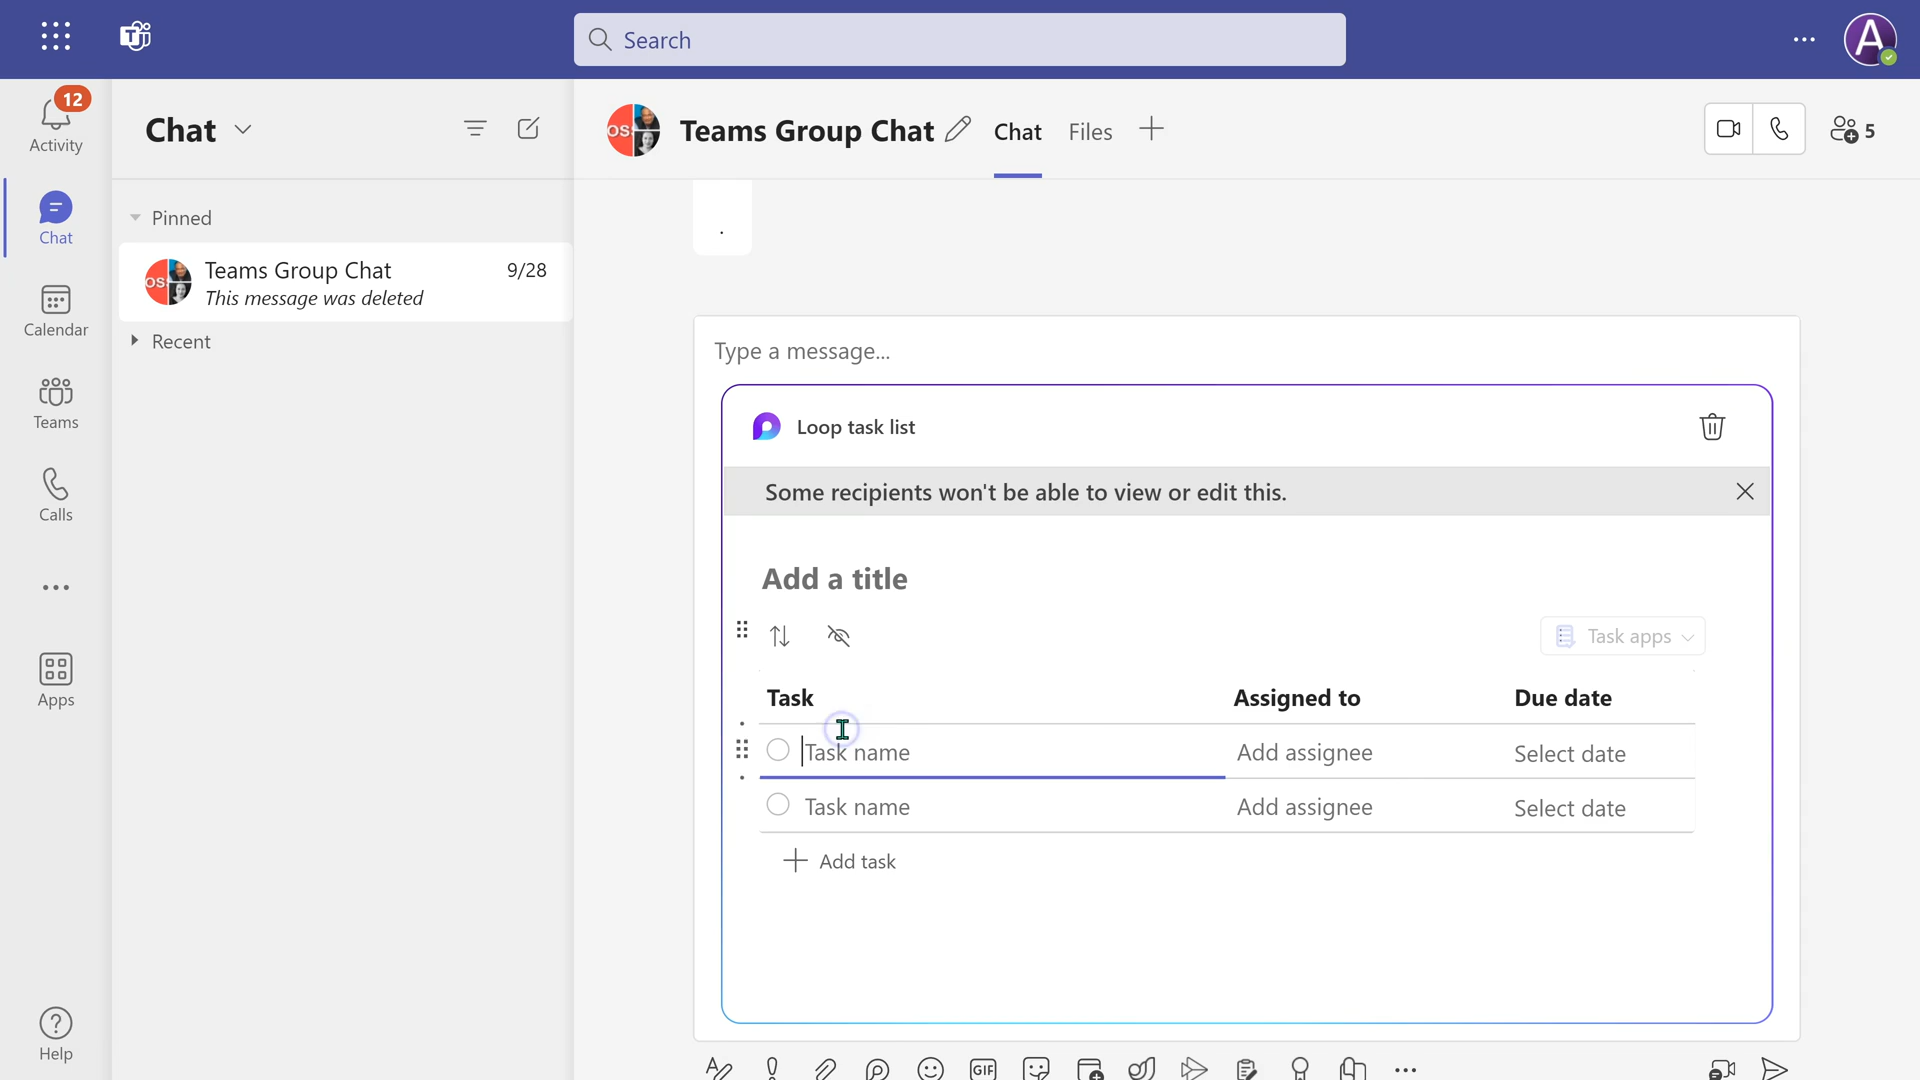 Search
A
12
Activity
Chat
Calendar
Teams
Calls
Apps
Help
Chat
Pinned
OS
Teams Group Chat 9/28
This message was deleted
Recent
OS
Teams Group Chat Chat Files
5
.
Type a message...
Loop task list
Some recipients won't be able to view or edit this.
Add a title
Task apps
Task Assigned to Due date
Task name Add assignee Select date
Task name Add assignee Select date
Add task
GIF